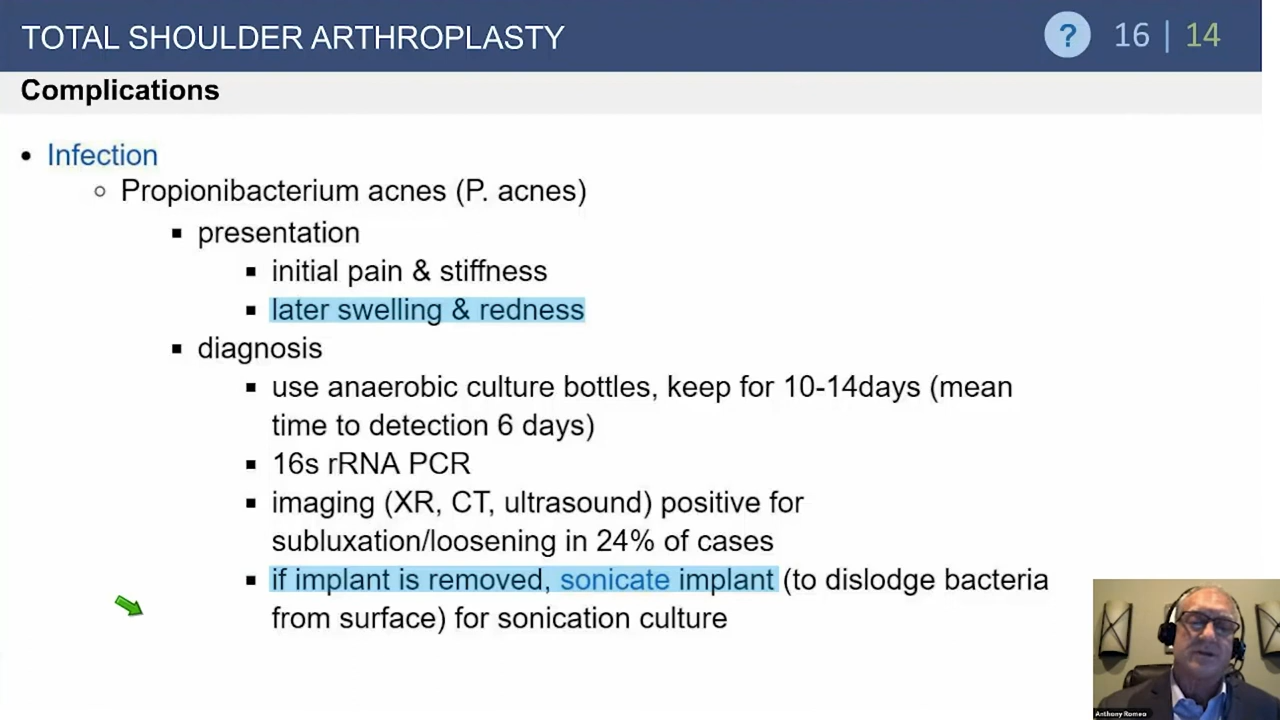 TOTAL SHOULDER ARTHROPLASTY
? 16 | 14
Complications
• Infection
○ Propionibacterium acnes (P. acnes)
▪ presentation
▪ initial pain & stiffness
▪ later swelling & redness
▪ diagnosis
▪ use anaerobic culture bottles, keep for 10-14days (mean
time to detection 6 days)
▪ 16s rRNA PCR
▪ imaging (XR, CT, ultrasound) positive for
subluxation/loosening in 24% of cases
▪ if implant is removed, sonicate implant (to dislodge bacteria
from surface) for sonication culture
Anthony Romeo